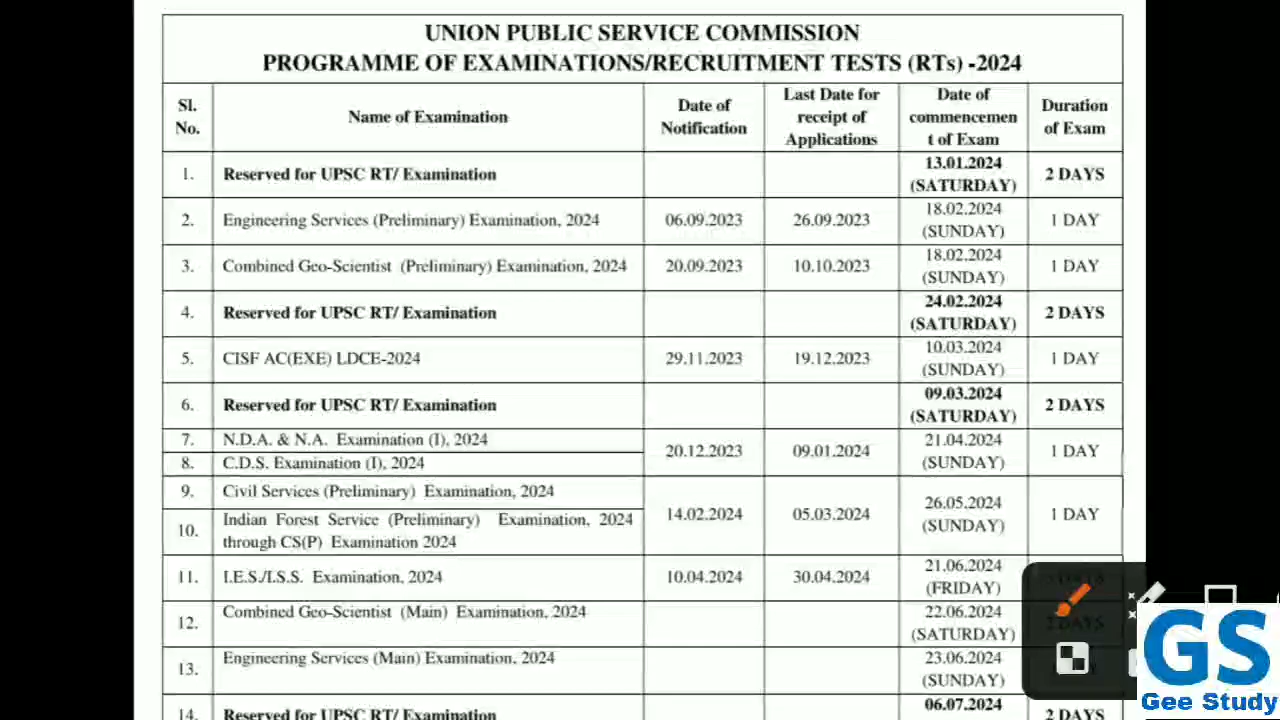 UNION PUBLIC SERVICE COMMISSION
PROGRAMME OF EXAMINATIONS/RECRUITMENT TESTS (RTs) -2024
Sl. No. Name of Examination Date of Notification Last Date for receipt of Applications Date of commencemen t of Exam Duration of Exam
1. Reserved for UPSC RT/ Examination 13.01.2024 (SATURDAY) 2 DAYS
2. Engineering Services (Preliminary) Examination, 2024 06.09.2023 26.09.2023 18.02.2024 (SUNDAY) 1 DAY
3. Combined Geo-Scientist (Preliminary) Examination, 2024 20.09.2023 10.10.2023 18.02.2024 (SUNDAY) 1 DAY
4. Reserved for UPSC RT/ Examination 24.02.2024 (SATURDAY) 2 DAYS
5. CISF AC(EXE) LDCE-2024 29.11.2023 19.12.2023 10.03.2024 (SUNDAY) 1 DAY
6. Reserved for UPSC RT/ Examination 09.03.2024 (SATURDAY) 2 DAYS
7. N.D.A. & N.A. Examination (I), 2024 20.12.2023 09.01.2024 21.04.2024 (SUNDAY) 1 DAY
8. C.D.S. Examination (I), 2024
9. Civil Services (Preliminary) Examination, 2024 14.02.2024 05.03.2024 26.05.2024 (SUNDAY) 1 DAY
10. Indian Forest Service (Preliminary) Examination, 2024 through CS(P) Examination 2024
11. I.E.S./I.S.S. Examination, 2024 10.04.2024 30.04.2024 21.06.2024 (FRIDAY)
12. Combined Geo-Scientist (Main) Examination, 2024 22.06.2024 (SATURDAY) 2 DAYS
13. Engineering Services (Main) Examination, 2024 23.06.2024 (SUNDAY)
14. Reserved for UPSC RT/ Examination 06.07.2024 2 DAYS
GS
Gee Study